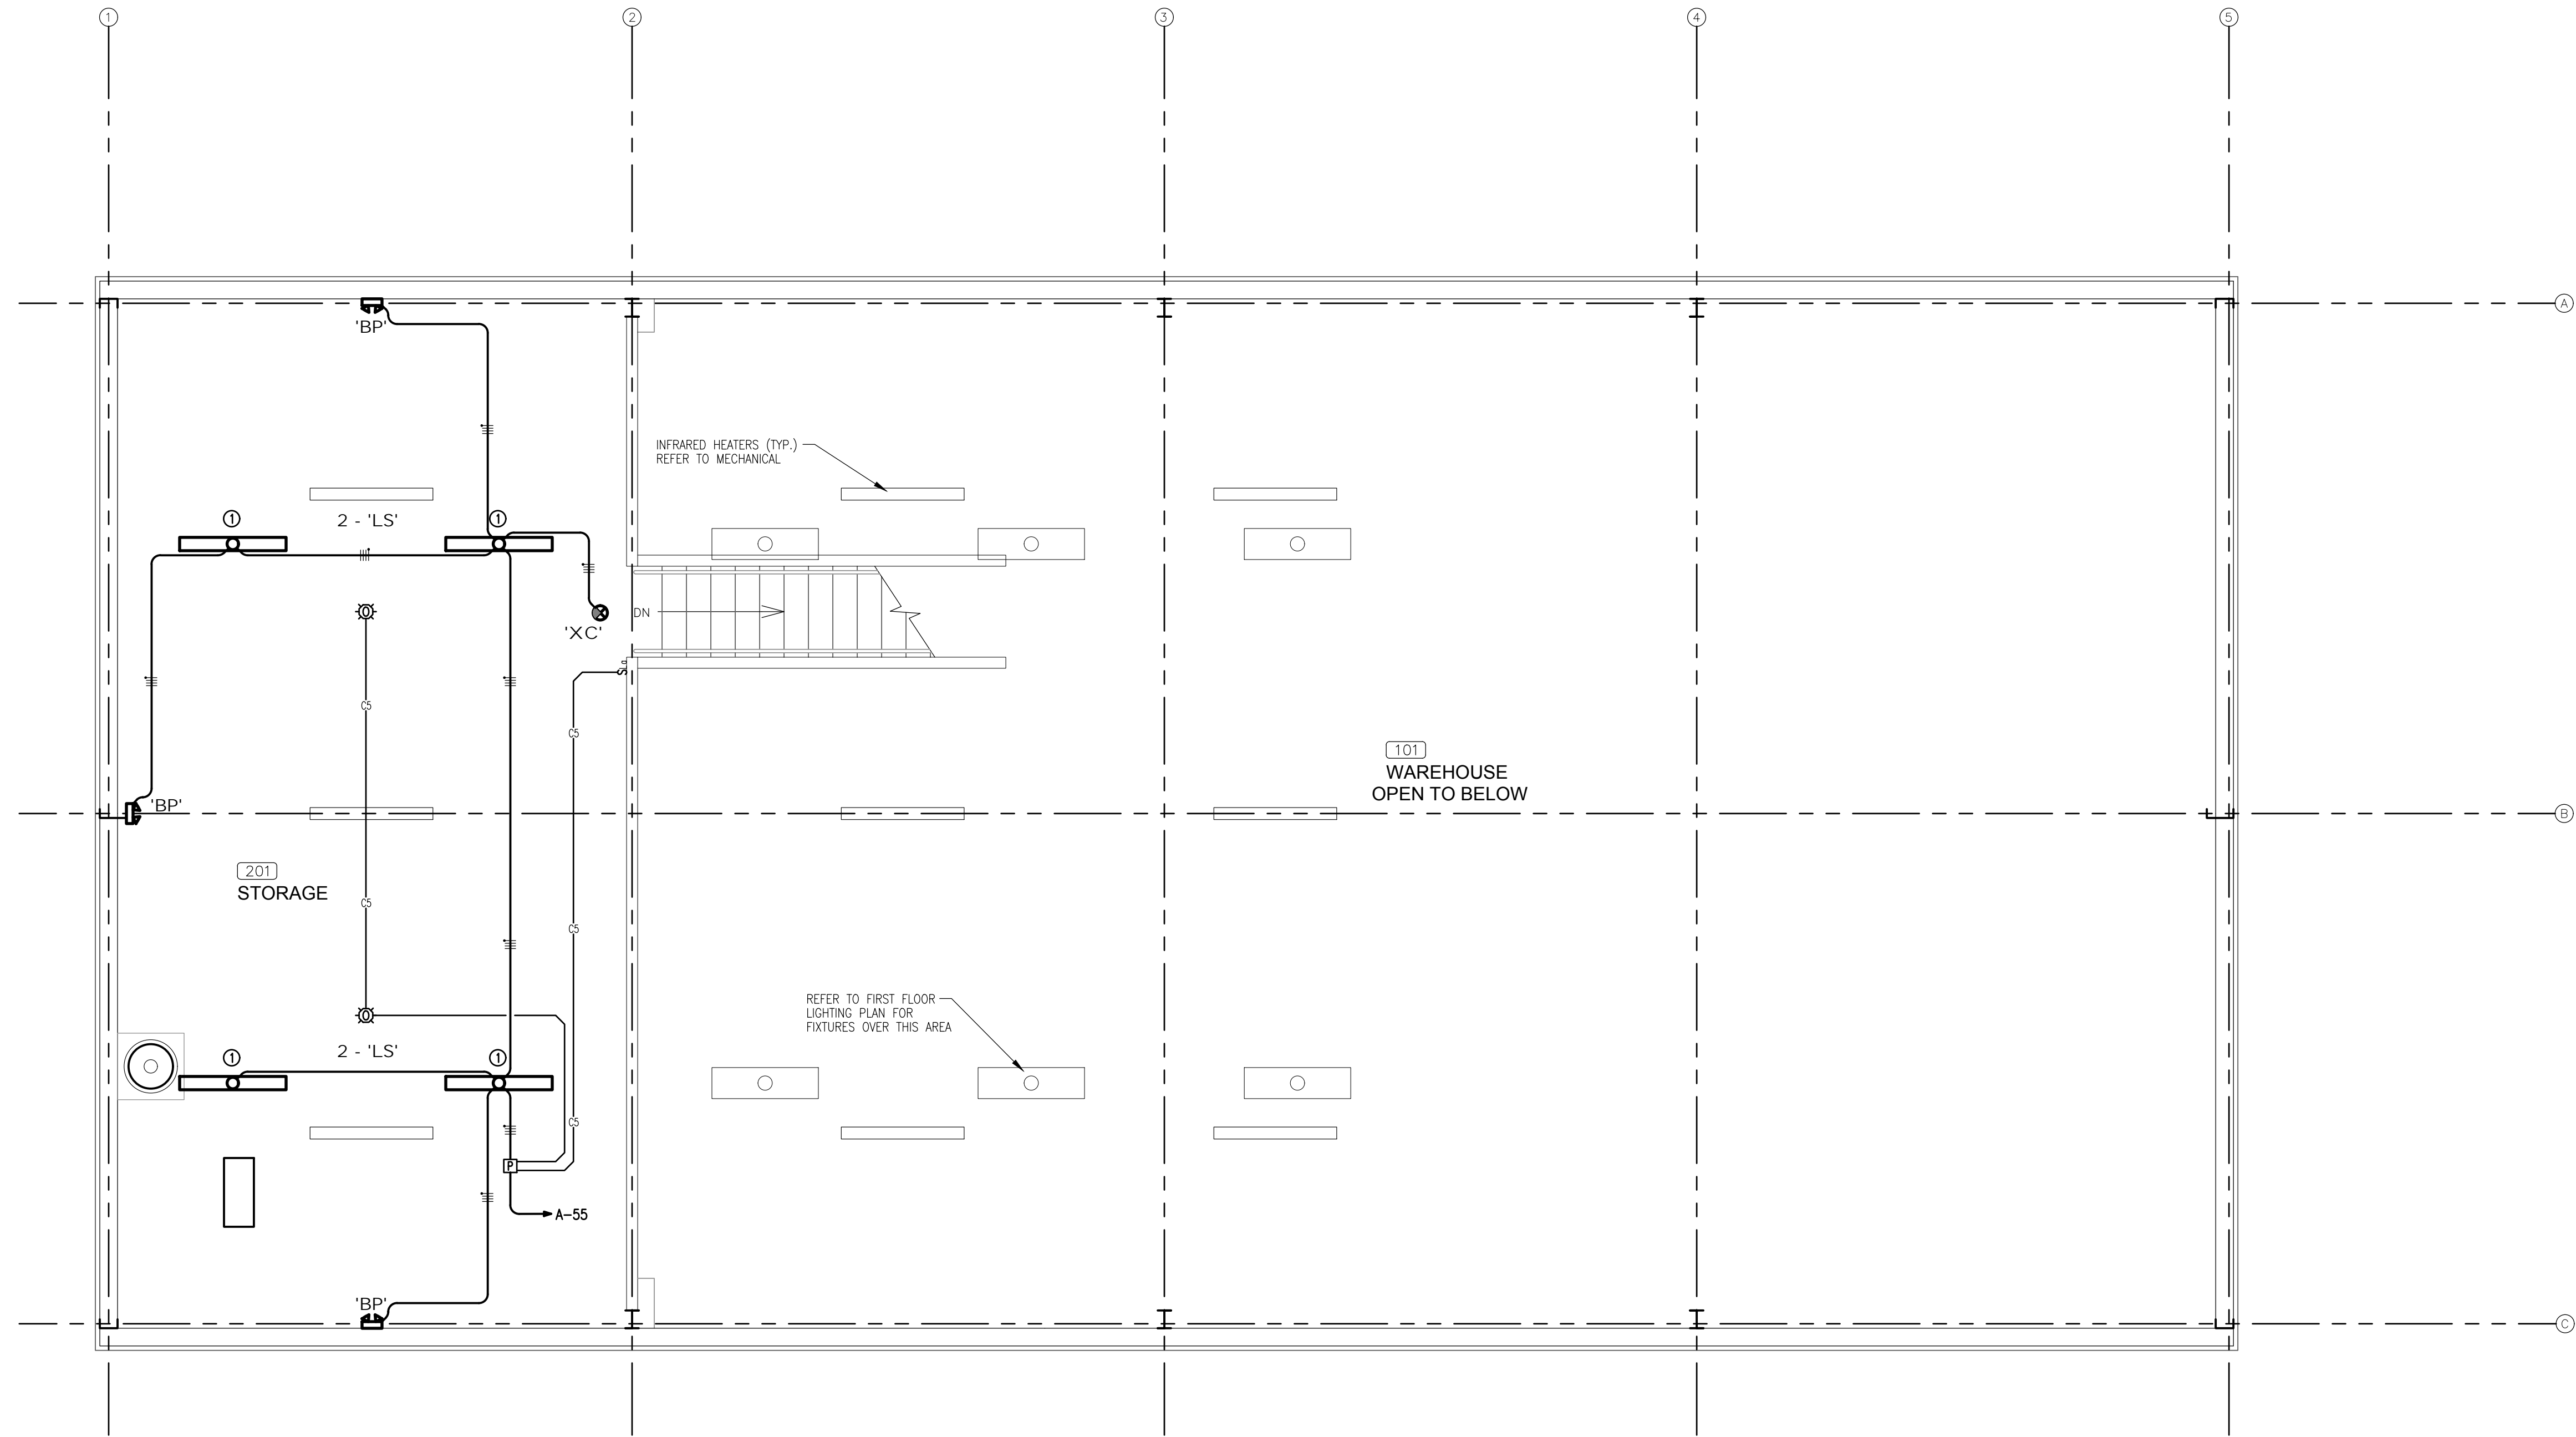 1
2
3
4
5
A
'BP'
INFRARED HEATERS (TYP.)
REFER TO MECHANICAL
1
2 - 'LS'
1
'XC'
DN
C5
C5
101
WAREHOUSE
OPEN TO BELOW
'BP'
B
201
STORAGE
C5
C5
REFER TO FIRST FLOOR
LIGHTING PLAN FOR
FIXTURES OVER THIS AREA
1
2 - 'LS'
1
C5
P
A-55
'BP'
C